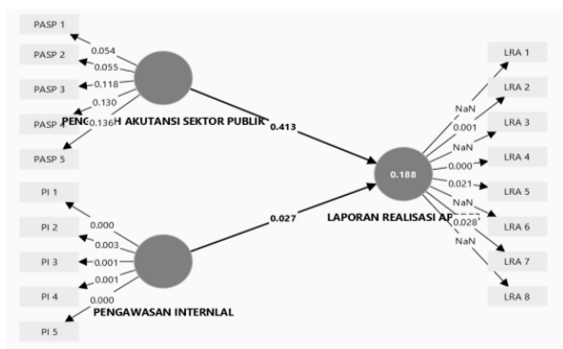 PASP 1
PASP 2
PASP 3
PASP 4
PASP 5
0.054
0.055
0.118
0.130
0.136
AKUTANSI SEKTOR PUBLIK
0.413
PI 1
PI 2
PI 3
PI 4
PI 5
0.000
0.003
0.001
0.001
0.000
PENGAWASAN INTERNLAL
0.027
0.188
LAPORAN REALISASI
NaN
0.001
NaN
0.000
0.021
NaN
0.028
NaN
LRA 1
LRA 2
LRA 3
LRA 4
LRA 5
LRA 6
LRA 7
LRA 8